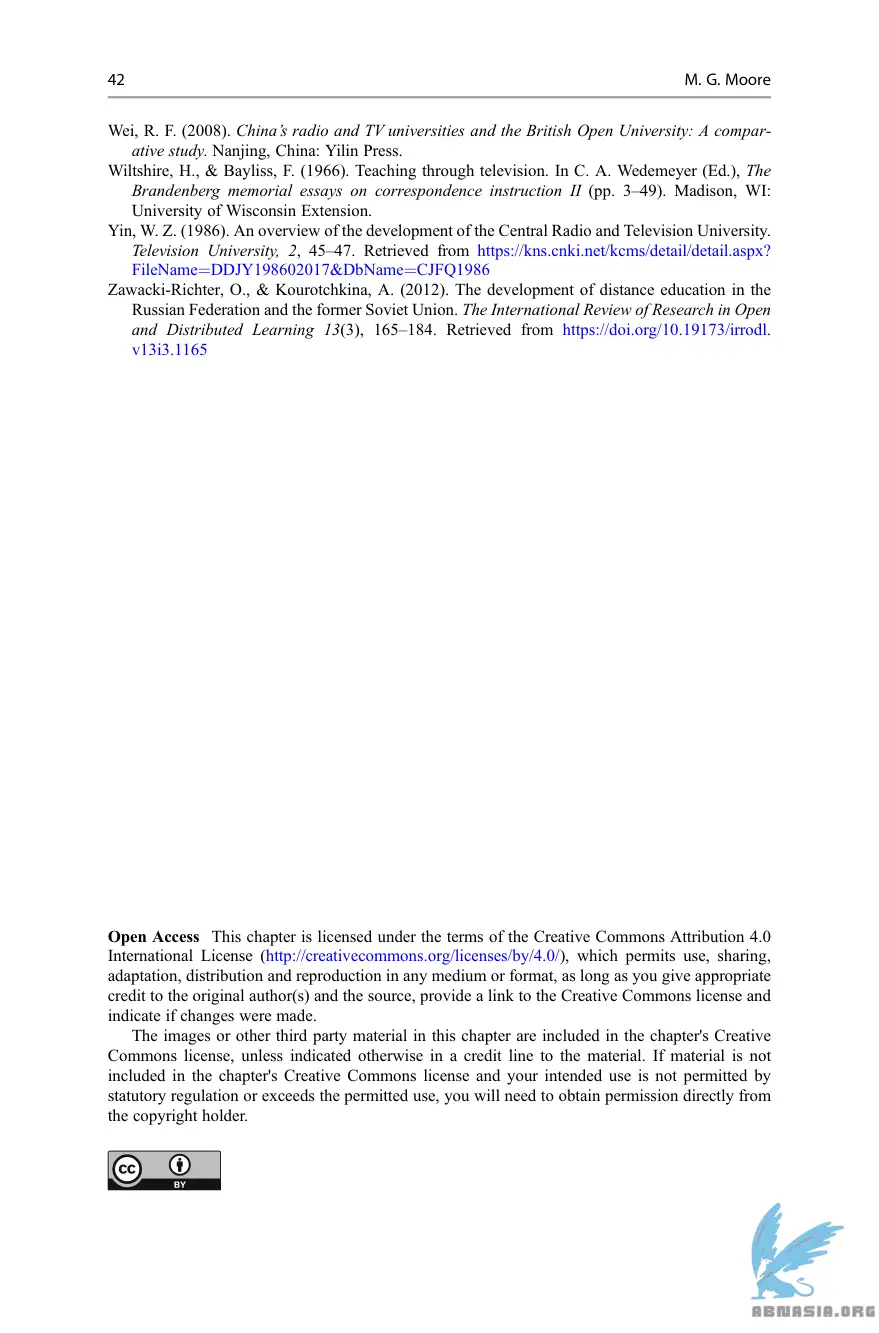 42
M. G. Moore
Wei, R. F. (2008). China’s radio and TV universities and the British Open University: A compar-
ative study. Nanjing, China: Yilin Press.
Wiltshire, H., & Bayliss, F. (1966). Teaching through television. In C. A. Wedemeyer (Ed.), The
Brandenberg memorial essays on correspondence instruction II (pp. 3–49). Madison, WI:
University of Wisconsin Extension.
Yin, W. Z. (1986). An overview of the development of the Central Radio and Television University.
Television University, 2, 45–47. Retrieved from https://kns.cnki.net/kcms/detail/detail.aspx?
FileName=DDJY198602017&DbName=CJFQ1986
Zawacki-Richter, O., & Kourotchkina, A. (2012). The development of distance education in the
Russian Federation and the former Soviet Union. The International Review of Research in Open
and Distributed Learning 13(3), 165–184. Retrieved from https://doi.org/10.19173/irrodl.
v13i3.1165
Open Access This chapter is licensed under the terms of the Creative Commons Attribution 4.0
International License (http://creativecommons.org/licenses/by/4.0/), which permits use, sharing,
adaptation, distribution and reproduction in any medium or format, as long as you give appropriate
credit to the original author(s) and the source, provide a link to the Creative Commons license and
indicate if changes were made.
The images or other third party material in this chapter are included in the chapter's Creative
Commons license, unless indicated otherwise in a credit line to the material. If material is not
included in the chapter's Creative Commons license and your intended use is not permitted by
statutory regulation or exceeds the permitted use, you will need to obtain permission directly from
the copyright holder.
cc
BY
ABNASIA.ORG